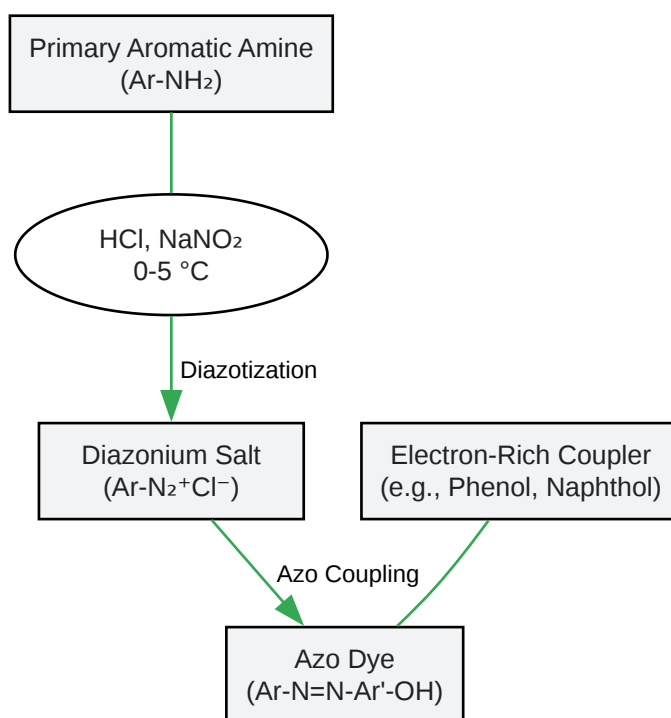 Primary Aromatic Amine
(Ar-NH₂)
HCl, NaNO₂
0-5 °C
Diazotization
Diazonium Salt
(Ar-N₂⁺Cl⁻)
Electron-Rich Coupler
(e.g., Phenol, Naphthol)
Azo Coupling
Azo Dye
(Ar-N=N-Ar'-OH)